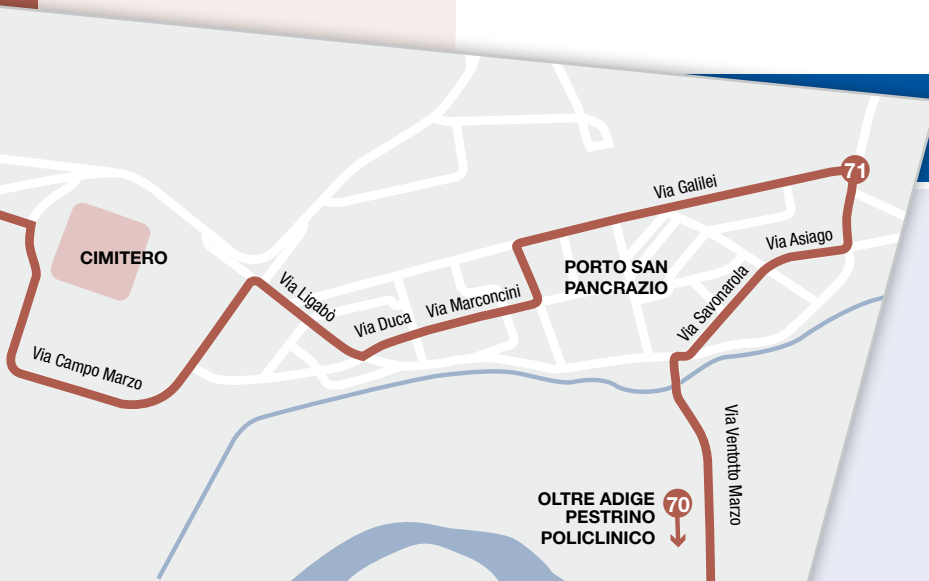 71
Via Galilei
Via Asiago
CIMITERO
PORTO SAN
PANCRAZIO
Via Ligabò
Via Duca
Via Marconcini
Via Savonarola
Via Campo Marzo
Via Ventotto Marzo
OLTRE ADIGE
PESTRINO
POLICLINICO
70